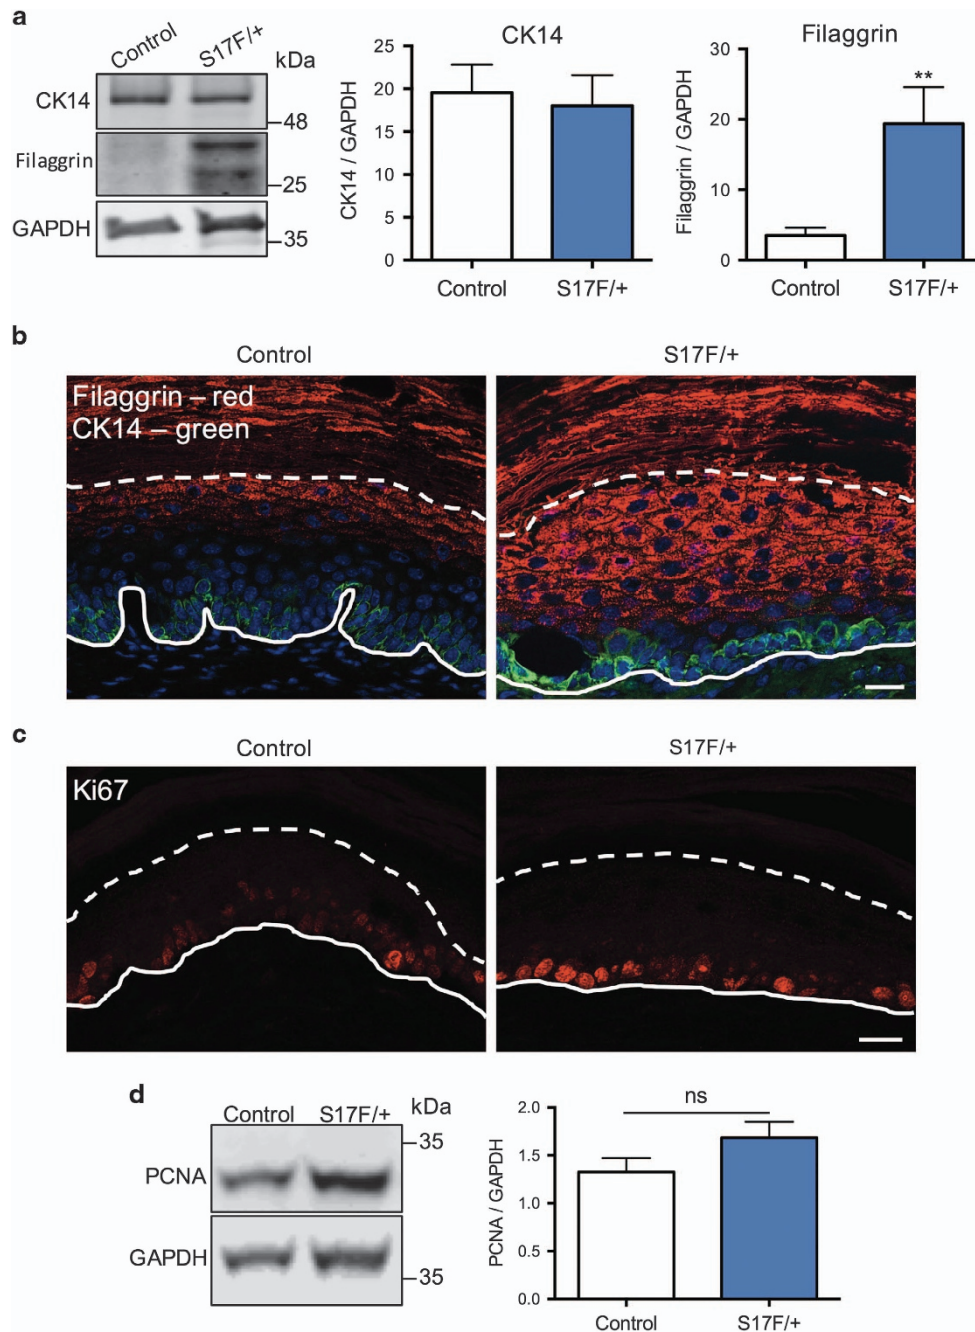 a
Control
S17F/+
kDa
CK14
–48
Filaggrin
–25
GAPDH
–35
CK14
CK14 / GAPDH
25
20
15
10
5
0
Control
S17F/+
Filaggrin
Filaggrin / GAPDH
30
20
10
0
**
Control
S17F/+
b
Control
S17F/+
Filaggrin – red
CK14 – green
c
Control
S17F/+
Ki67
d
Control
S17F/+
kDa
–35
PCNA
GAPDH
–35
PCNA / GAPDH
2.0
1.5
1.0
0.5
0.0
ns
Control
S17F/+